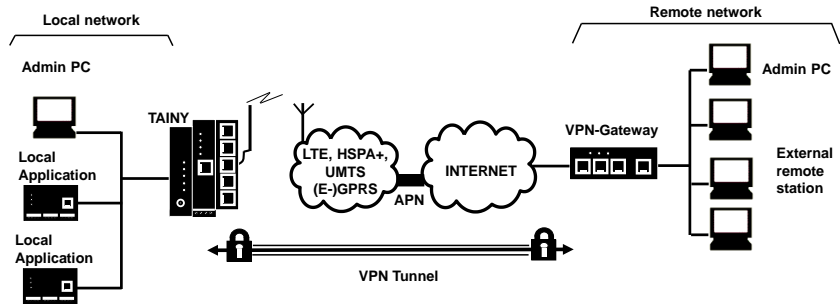 Local network
Remote network
Admin PC
Admin PC
TAINY
VPN-Gateway
Local
Application
LTE, HSPA+,
UMTS
(E-)GPRS
INTERNET
APN
External
remote
station
Local
Application
VPN Tunnel